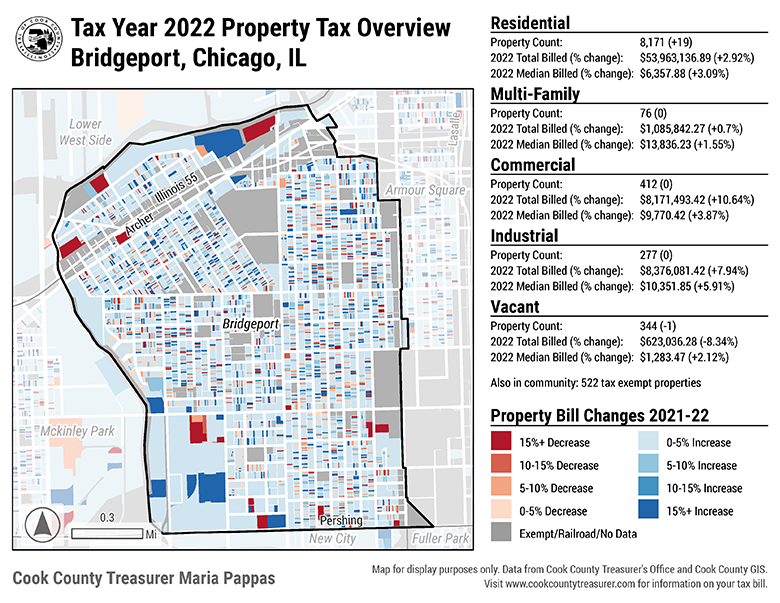 Tax Year 2022 Property Tax Overview
Bridgeport, Chicago, IL
Lower
West Side
Lasalle
Armour Square
Illinois 55
Archer
Bridgeport
Mckinley Park
0.3
Mi
Pershing
New City
Fuller Park
Residential
Property Count: 8,171 (+19)
2022 Total Billed (% change): $53,963,136.89 (+2.92%)
2022 Median Billed (% change): $6,357.88 (+3.09%)
Multi-Family
Property Count: 76 (0)
2022 Total Billed (% change): $1,085,842.27 (+0.7%)
2022 Median Billed (% change): $13,836.23 (+1.55%)
Commercial
Property Count: 412 (0)
2022 Total Billed (% change): $8,171,493.42 (+10.64%)
2022 Median Billed (% change): $9,770.42 (+3.87%)
Industrial
Property Count: 277 (0)
2022 Total Billed (% change): $8,376,081.42 (+7.94%)
2022 Median Billed (% change): $10,351.85 (+5.91%)
Vacant
Property Count: 344 (-1)
2022 Total Billed (% change): $623,036.28 (-8.34%)
2022 Median Billed (% change): $1,283.47 (+2.12%)
Also in community: 522 tax exempt properties
Property Bill Changes 2021-22
15%+ Decrease
10-15% Decrease
5-10% Decrease
0-5% Decrease
Exempt/Railroad/No Data
0-5% Increase
5-10% Increase
10-15% Increase
15%+ Increase
Cook County Treasurer Maria Pappas
Map for display purposes only. Data from Cook County Treasurer's Office and Cook County GIS.
Visit www.cookcountytreasurer.com for information on your tax bill.